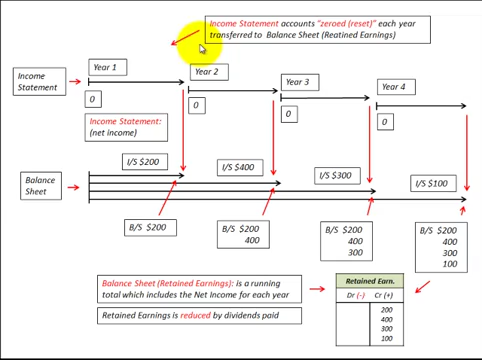 Income Statement accounts "zeroed (reset)" each year
transferred to Balance Sheet (Reatined Earnings)
Year 1
Year 2
Year 3
Year 4
Income
Statement
0
0
0
0
Income Statement:
(net income)
I/S $200
I/S $400
I/S $300
I/S $100
Balance
Sheet
B/S $200
B/S $200
400
B/S $200
400
300
B/S $200
400
300
100
Balance Sheet (Retained Earnings): is a running
total which includes the Net Income for each year
Retained Earnings is reduced by dividends paid
Retained Earn.
Dr (-) Cr (+)
200
400
300
100